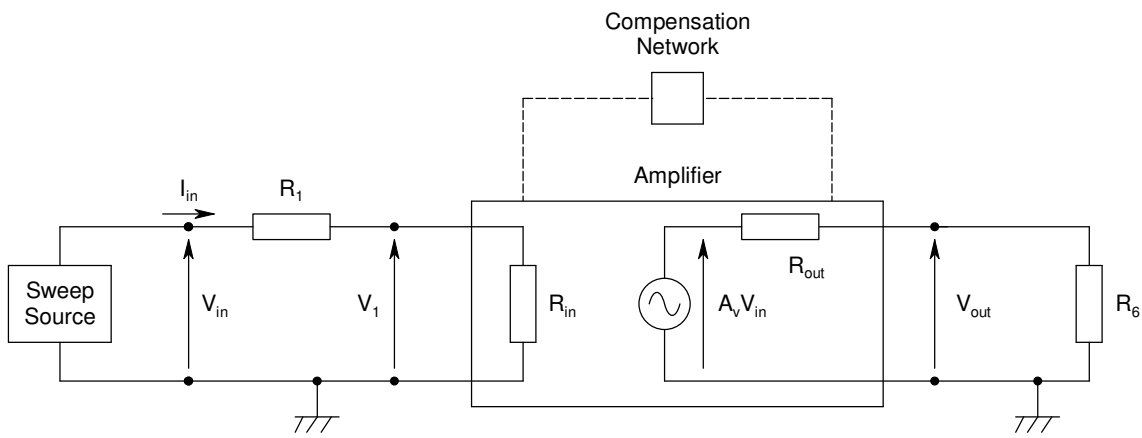 Compensation
Network
Amplifier
I_in
R_1
R_out
Sweep
Source
V_in
V_1
R_in
A_vV_in
V_out
R_6